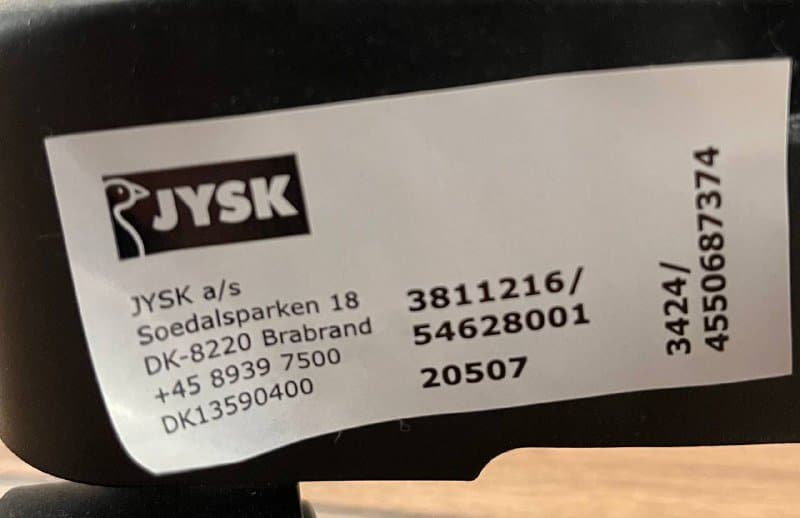 JYSK
JYSK a/s
Soedalsparken 18
DK-8220 Brabrand
+45 8939 7500
DK13590400
3811216/
54628001
20507
3424/
4550687374